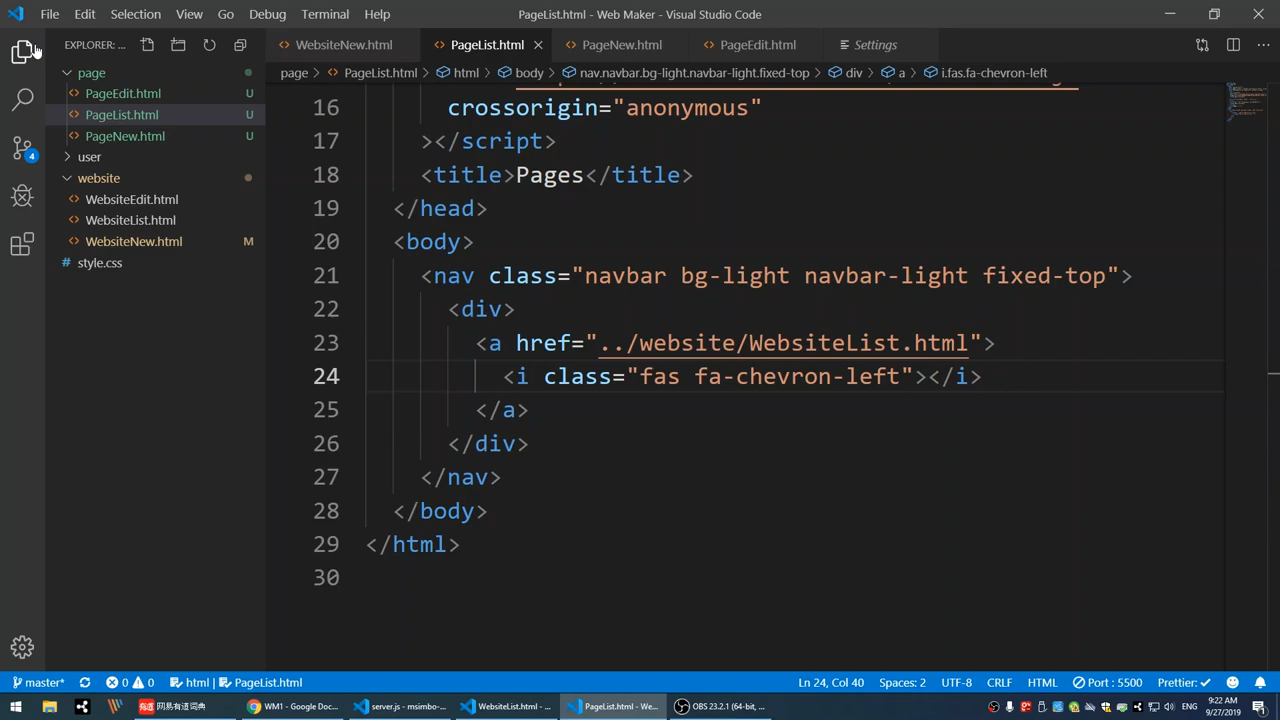 File Edit Selection View Go Debug Terminal Help PageList.html - Web Maker - Visual Studio Code
EXPLORER: ... WebsiteNew.html PageList.html PageNew.html PageEdit.html Settings
page > PageList.html > html > body > nav.navbar.bg-light.navbar-light.fixed-top > div > a > i.fas.fa-chevron-left
page
PageEdit.html U
PageList.html U
PageNew.html U
user
website
WebsiteEdit.html
WebsiteList.html
WebsiteNew.html M
style.css
4
16 crossorigin="anonymous"
17 ></script>
18 <title>Pages</title>
19 </head>
20 <body>
21 <nav class="navbar bg-light navbar-light fixed-top">
22 <div>
23 <a href="../website/WebsiteList.html">
24 <i class="fas fa-chevron-left"></i>
25 </a>
26 </div>
27 </nav>
28 </body>
29 </html>
30
master* 0 0 html | PageList.html Ln 24, Col 40 Spaces: 2 UTF-8 CRLF HTML Port : 5500 Prettier: ✓
网易有道词典 WM1 - Google Doc... server.js - msimbo-... WebsiteList.html - ... PageList.html - We... OBS 23.2.1 (64-bit, ... 9:22 AM
9/27/2019